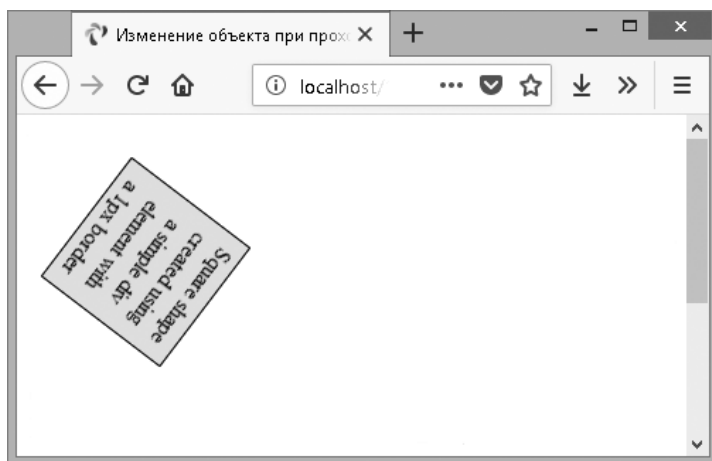 Изменение объекта при прохо
localhost/
Square shape
created using
a simple div
element with
a 1px border